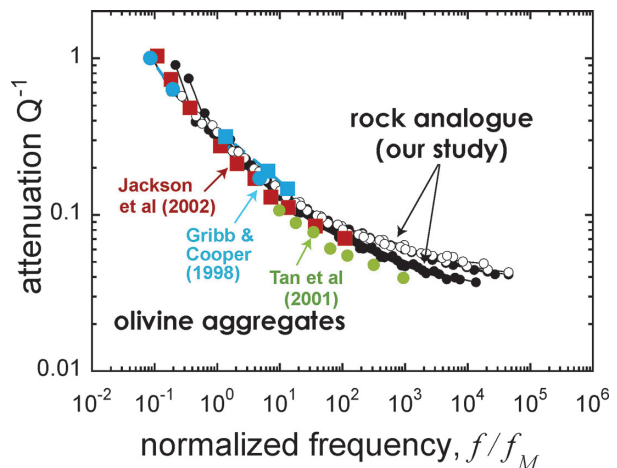 attenuation Q⁻¹
1
0.1
0.01
rock analogue
(our study)
Jackson
et al (2002)
Gribb &
Cooper
(1998)
Tan et al
(2001)
olivine aggregates
10⁻² 10⁻¹ 10⁰ 10¹ 10² 10³ 10⁴ 10⁵ 10⁶
normalized frequency, f/f_M